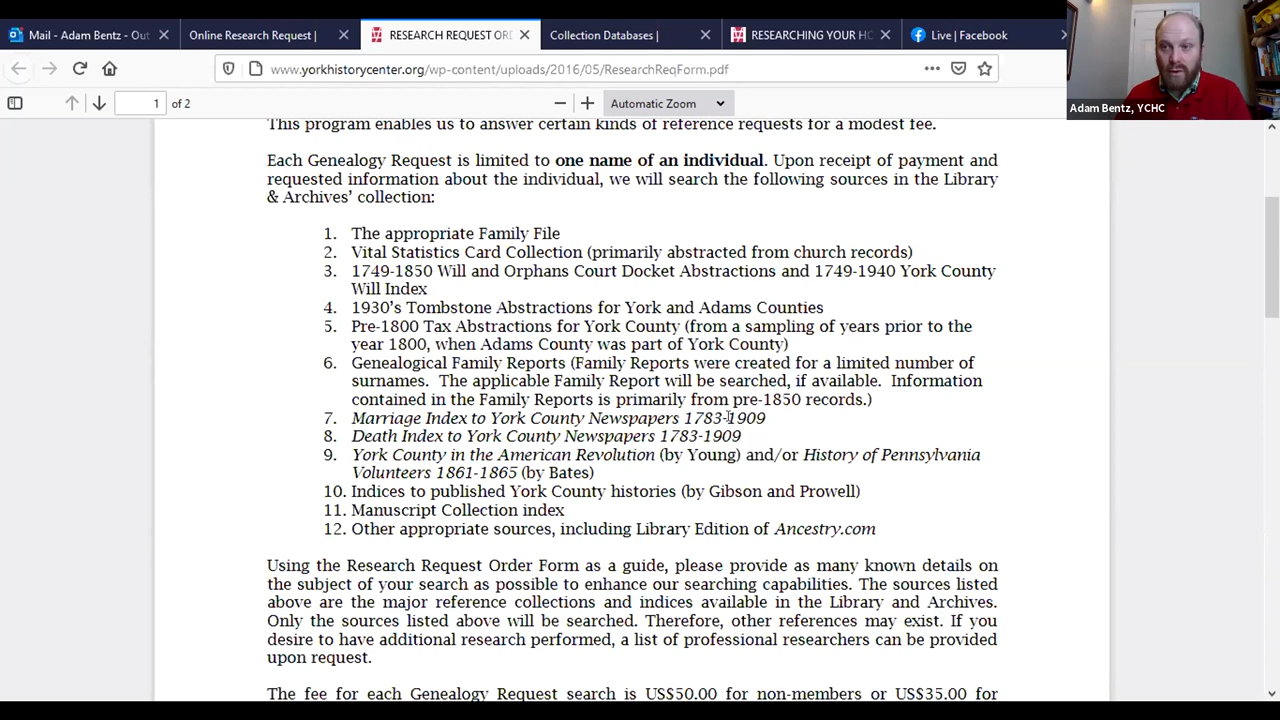 Mail - Adam Bentz - Out
Online Research Request |
RESEARCH REQUEST OR
Collection Databases |
RESEARCHING YOUR HO
Live | Facebook
www.yorkhistorycenter.org/wp-content/uploads/2016/05/ResearchReqForm.pdf
1 of 2
Automatic Zoom
Adam Bentz, YCHC
This program enables us to answer certain kinds of reference requests for a modest fee.
Each Genealogy Request is limited to one name of an individual. Upon receipt of payment and
requested information about the individual, we will search the following sources in the Library
& Archives' collection:
1. The appropriate Family File
2. Vital Statistics Card Collection (primarily abstracted from church records)
3. 1749-1850 Will and Orphans Court Docket Abstractions and 1749-1940 York County
Will Index
4. 1930's Tombstone Abstractions for York and Adams Counties
5. Pre-1800 Tax Abstractions for York County (from a sampling of years prior to the
year 1800, when Adams County was part of York County)
6. Genealogical Family Reports (Family Reports were created for a limited number of
surnames. The applicable Family Report will be searched, if available. Information
contained in the Family Reports is primarily from pre-1850 records.)
7. Marriage Index to York County Newspapers 1783-1909
8. Death Index to York County Newspapers 1783-1909
9. York County in the American Revolution (by Young) and/or History of Pennsylvania
Volunteers 1861-1865 (by Bates)
10. Indices to published York County histories (by Gibson and Prowell)
11. Manuscript Collection index
12. Other appropriate sources, including Library Edition of Ancestry.com
Using the Research Request Order Form as a guide, please provide as many known details on
the subject of your search as possible to enhance our searching capabilities. The sources listed
above are the major reference collections and indices available in the Library and Archives.
Only the sources listed above will be searched. Therefore, other references may exist. If you
desire to have additional research performed, a list of professional researchers can be provided
upon request.
The fee for each Genealogy Request search is US$50.00 for non-members or US$35.00 for